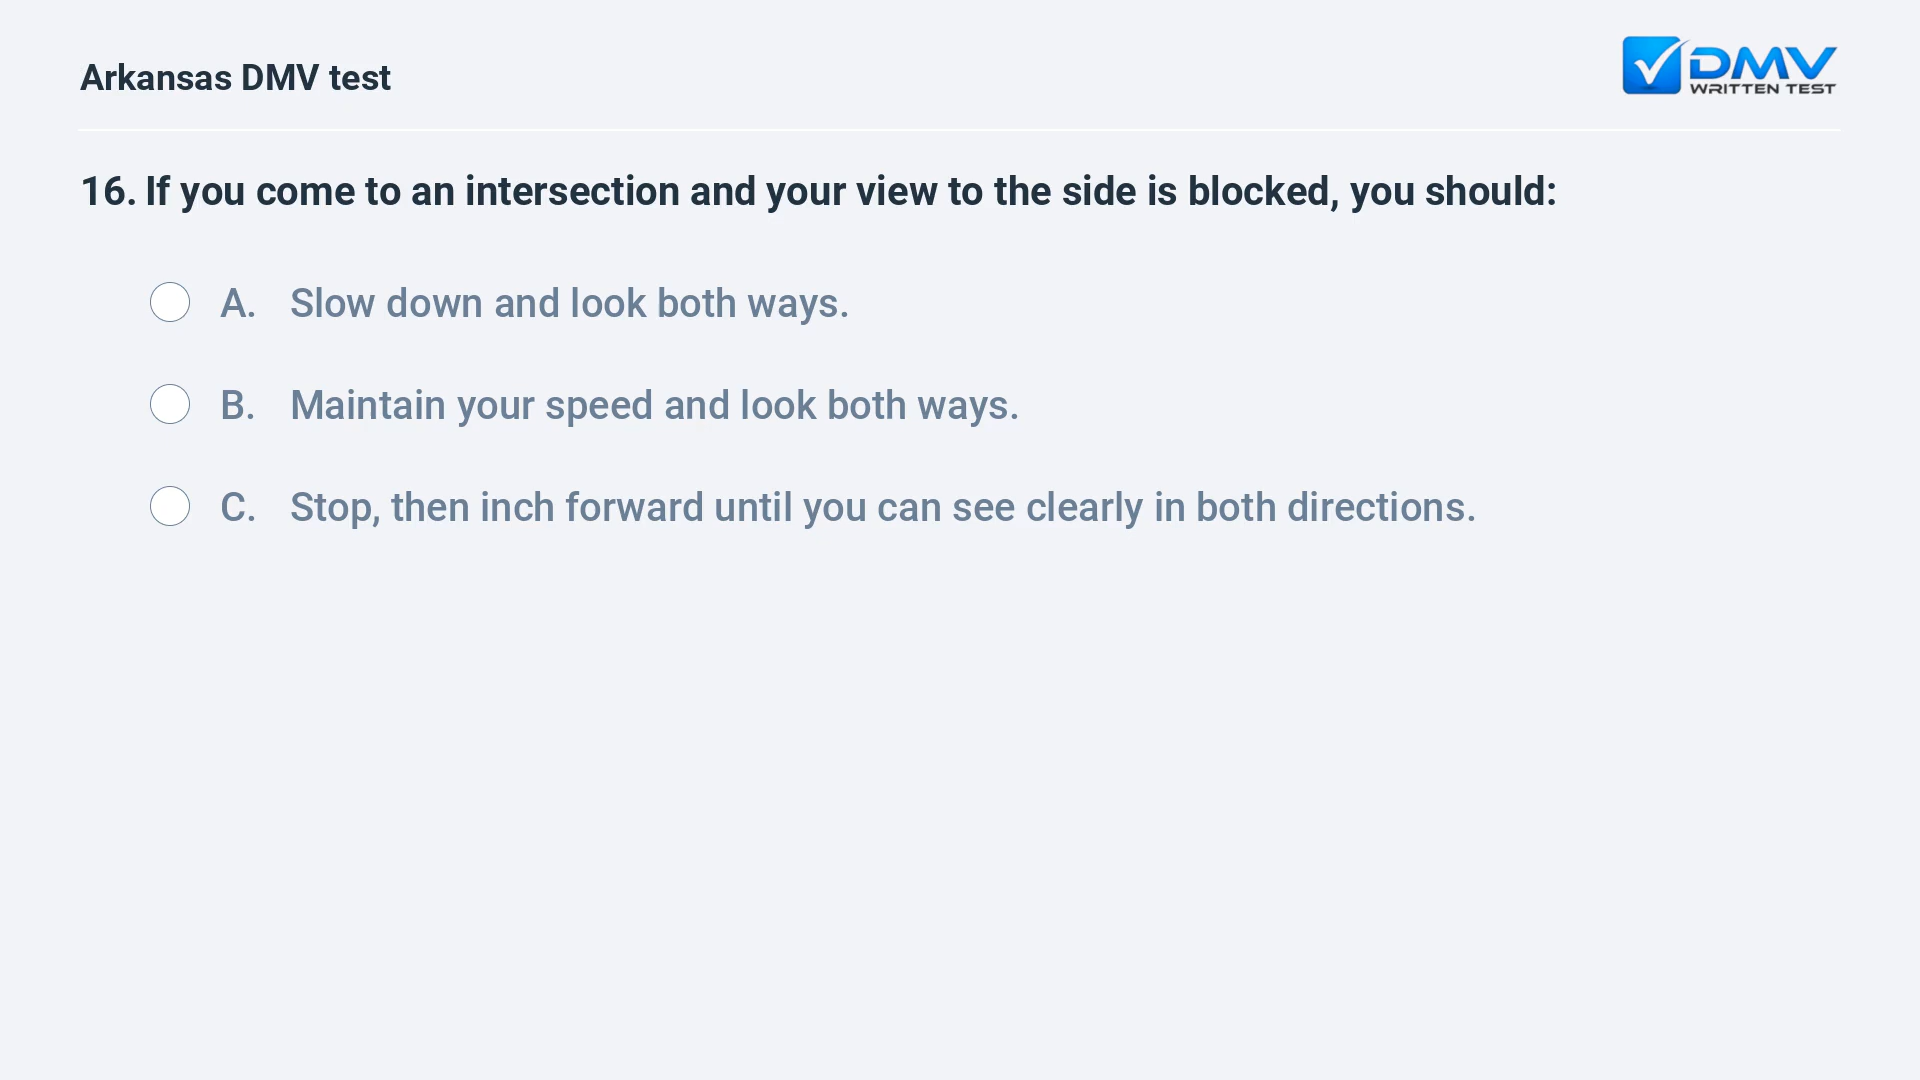 Arkansas DMV test
DMV
WRITTEN TEST
16. If you come to an intersection and your view to the side is blocked, you should:
A. Slow down and look both ways.
B. Maintain your speed and look both ways.
C. Stop, then inch forward until you can see clearly in both directions.